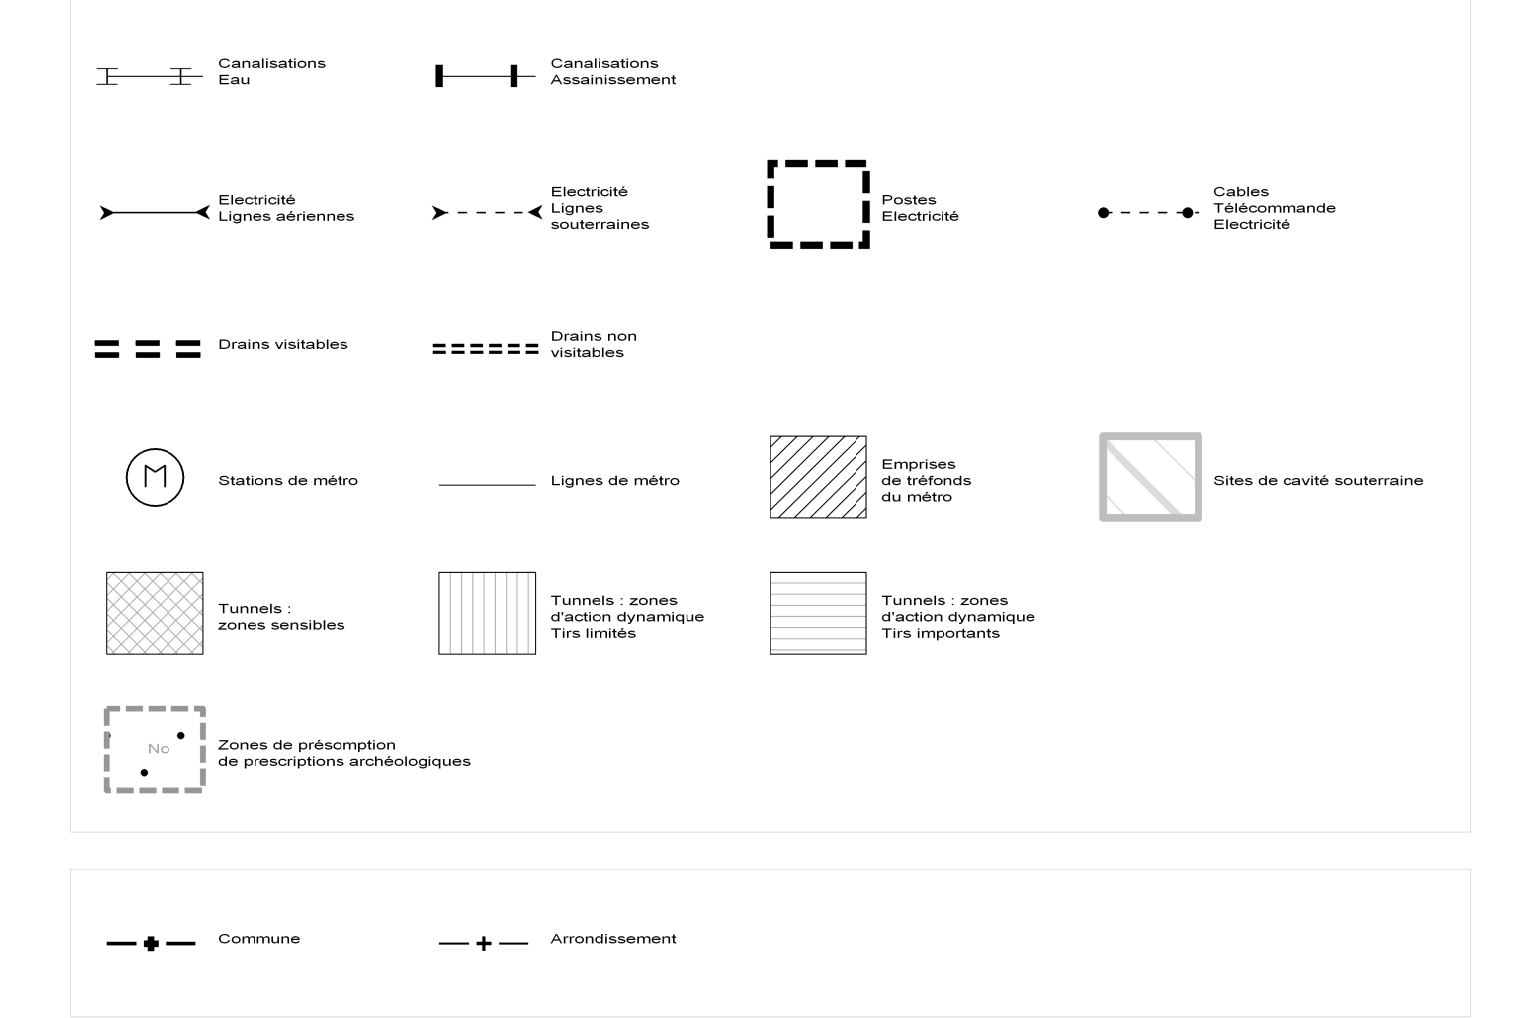 Canalisations
Eau
Canalisations
Assainissement
Electricité
Lignes aériennes
Electricité
Lignes
souterraines
Postes
Electricité
Cables
Télécommande
Electricité
Drains visitables
Drains non
visitables
M
Stations de métro
Lignes de métro
Emprises
de tréfonds
du métro
Sites de cavité souterraine
Tunnels :
zones sensibles
Tunnels : zones
d'action dynamique
Tirs limités
Tunnels : zones
d'action dynamique
Tirs importants
No
Zones de présomption
de prescriptions archéologiques
Commune
Arrondissement